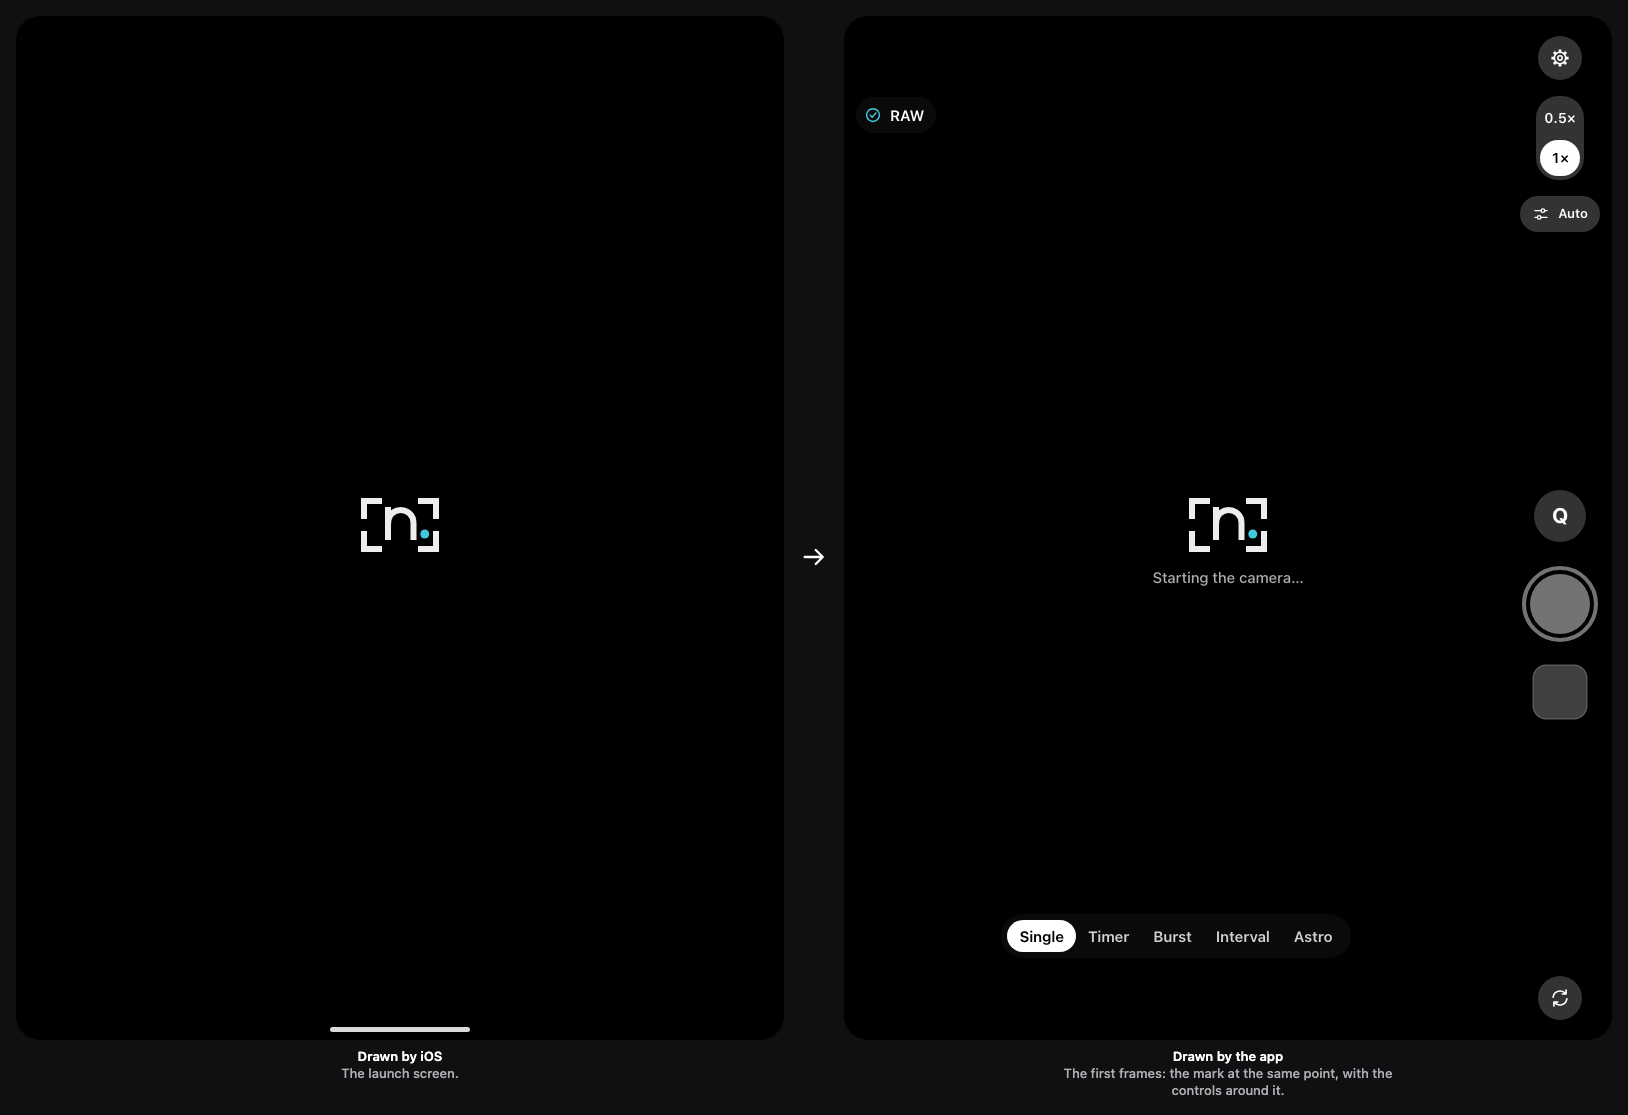 n.
Drawn by iOS
The launch screen.
RAW
0.5×
1×
Auto
n.
Starting the camera...
Q
Single Timer Burst Interval Astro
Drawn by the app
The first frames: the mark at the same point, with the
controls around it.